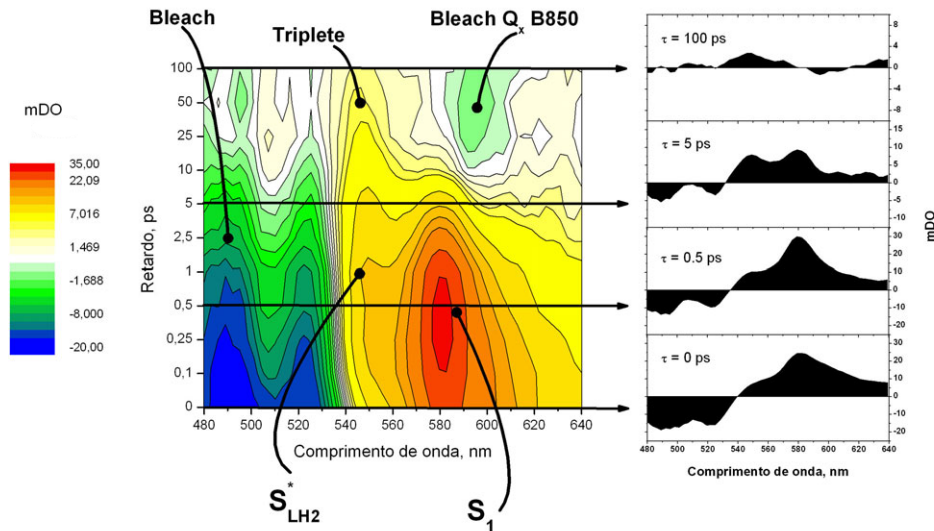 Bleach
Triplete
Bleach Qx B850
mDO
35,00
22,09
7,016
1,469
-1.688
-8,000
-20,00
Retardo, ps
100
50
25
10
5
2,5
1
0,5
0,25
0,1
0
480 500 520 540 560 580 600 620 640
Comprimento de onda, nm
S*LH2
S1
τ = 100 ps
8
4
0
-4
-8
τ = 5 ps
15
10
5
0
-5
-10
mDO
τ = 0.5 ps
30
20
10
0
-10
-20
τ = 0 ps
30
20
10
0
-10
-20
480 500 520 540 560 580 600 620 640
Comprimento de onda, nm